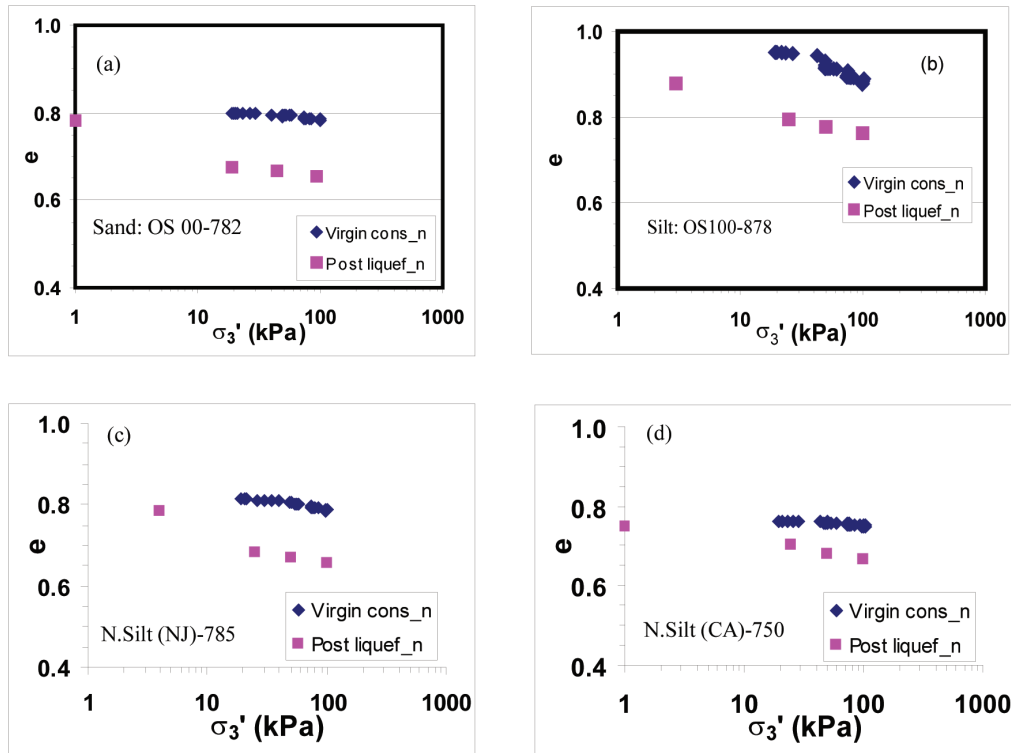 (a)
1.0
0.8
0.6
0.4
e
1 10 100 1000
σ3' (kPa)
Sand: OS 00-782
Virgin cons_n
Post liquef_n
(b)
1.0
0.8
0.6
0.4
e
1 10 100 1000
σ3' (kPa)
Silt: OS100-878
Virgin cons_n
Post liquef_n
(c)
1.0
0.8
0.6
0.4
e
1 10 100 1000
σ3' (kPa)
N.Silt (NJ)-785
Virgin cons_n
Post liquef_n
(d)
1.0
0.8
0.6
0.4
e
1 10 100 1000
σ3' (kPa)
N.Silt (CA)-750
Virgin cons_n
Post liquef_n